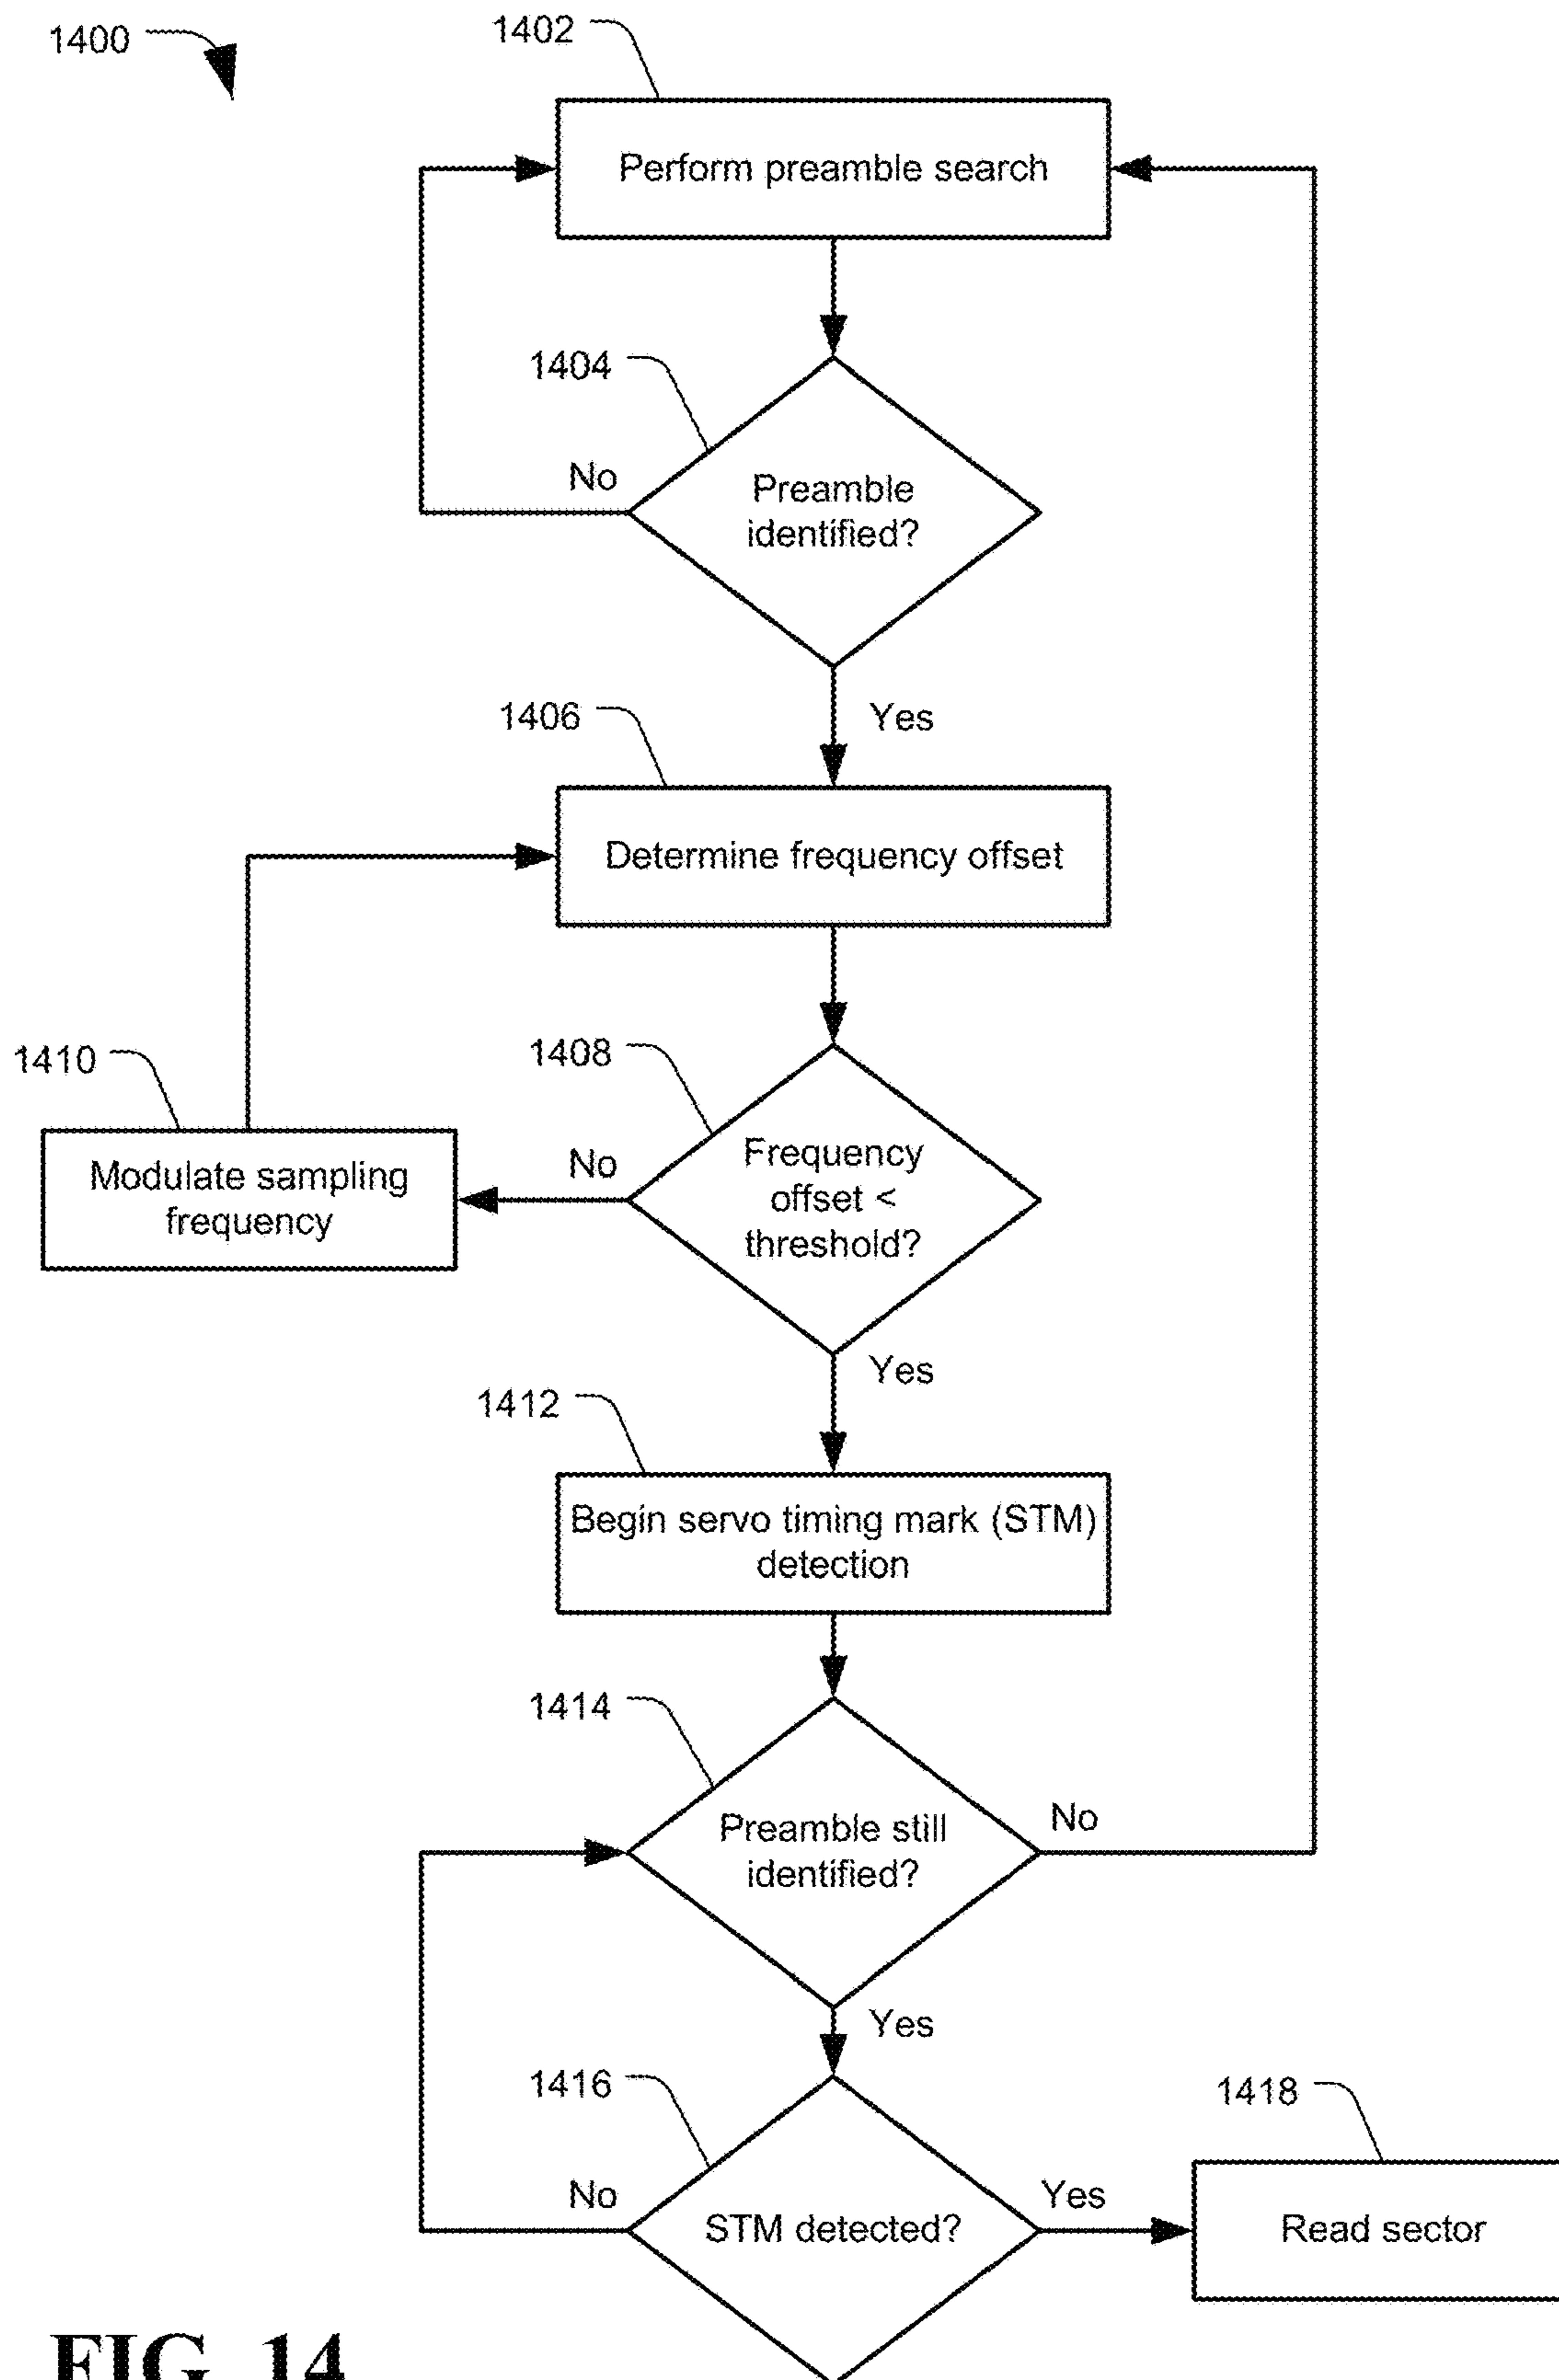 1400
1402
Perform preamble search
1404
No
Preamble
identified?
Yes
1406
Determine frequency offset
1410
1408
Modulate sampling
frequency
No
Frequency
offset <
threshold?
Yes
1412
Begin servo timing mark (STM)
detection
1414
Preamble still
identified?
No
Yes
1416
1418
No
STM detected?
Yes
Read sector
FIG. 14